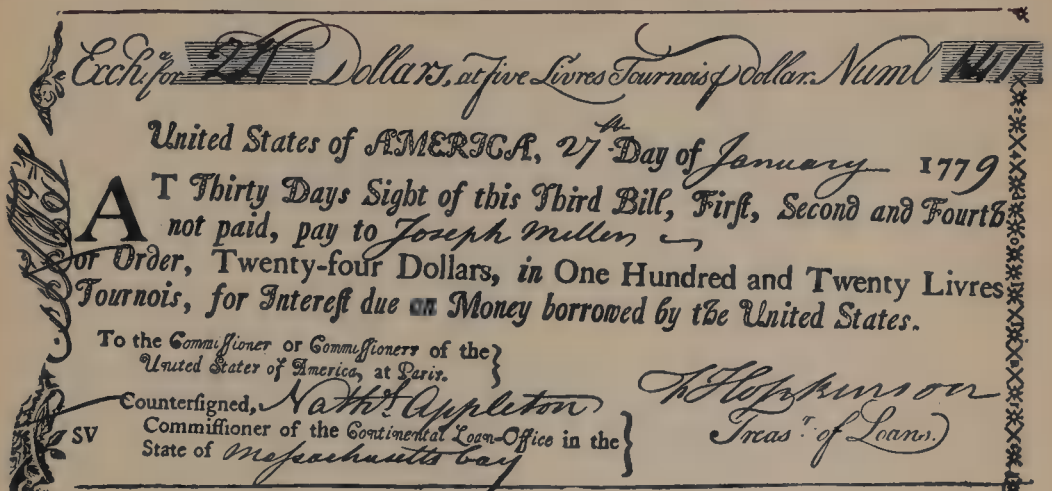 Exch: for 24 Dollars, at five Livres Tournois ⅌ dollar. Numb 141
United States of AMERICA, 27th Day of January 1779
AT Thirty Days Sight of this Third Bill, Firſt, Second and Fourth
not paid, pay to Joseph Miller
or Order, Twenty-four Dollars, in One Hundred and Twenty Livres
Tournois, for Intereſt due on Money borrowed by the United States.
To the Commiſſioner or Commiſſioners of the
United States of America, at Paris.
Counterſigned, Nathl. Appleton
SV Commiſſioner of the Continental Loan-Office in the
State of Maſsachusetts bay
F Hopkinson
Treasr. of Loans.